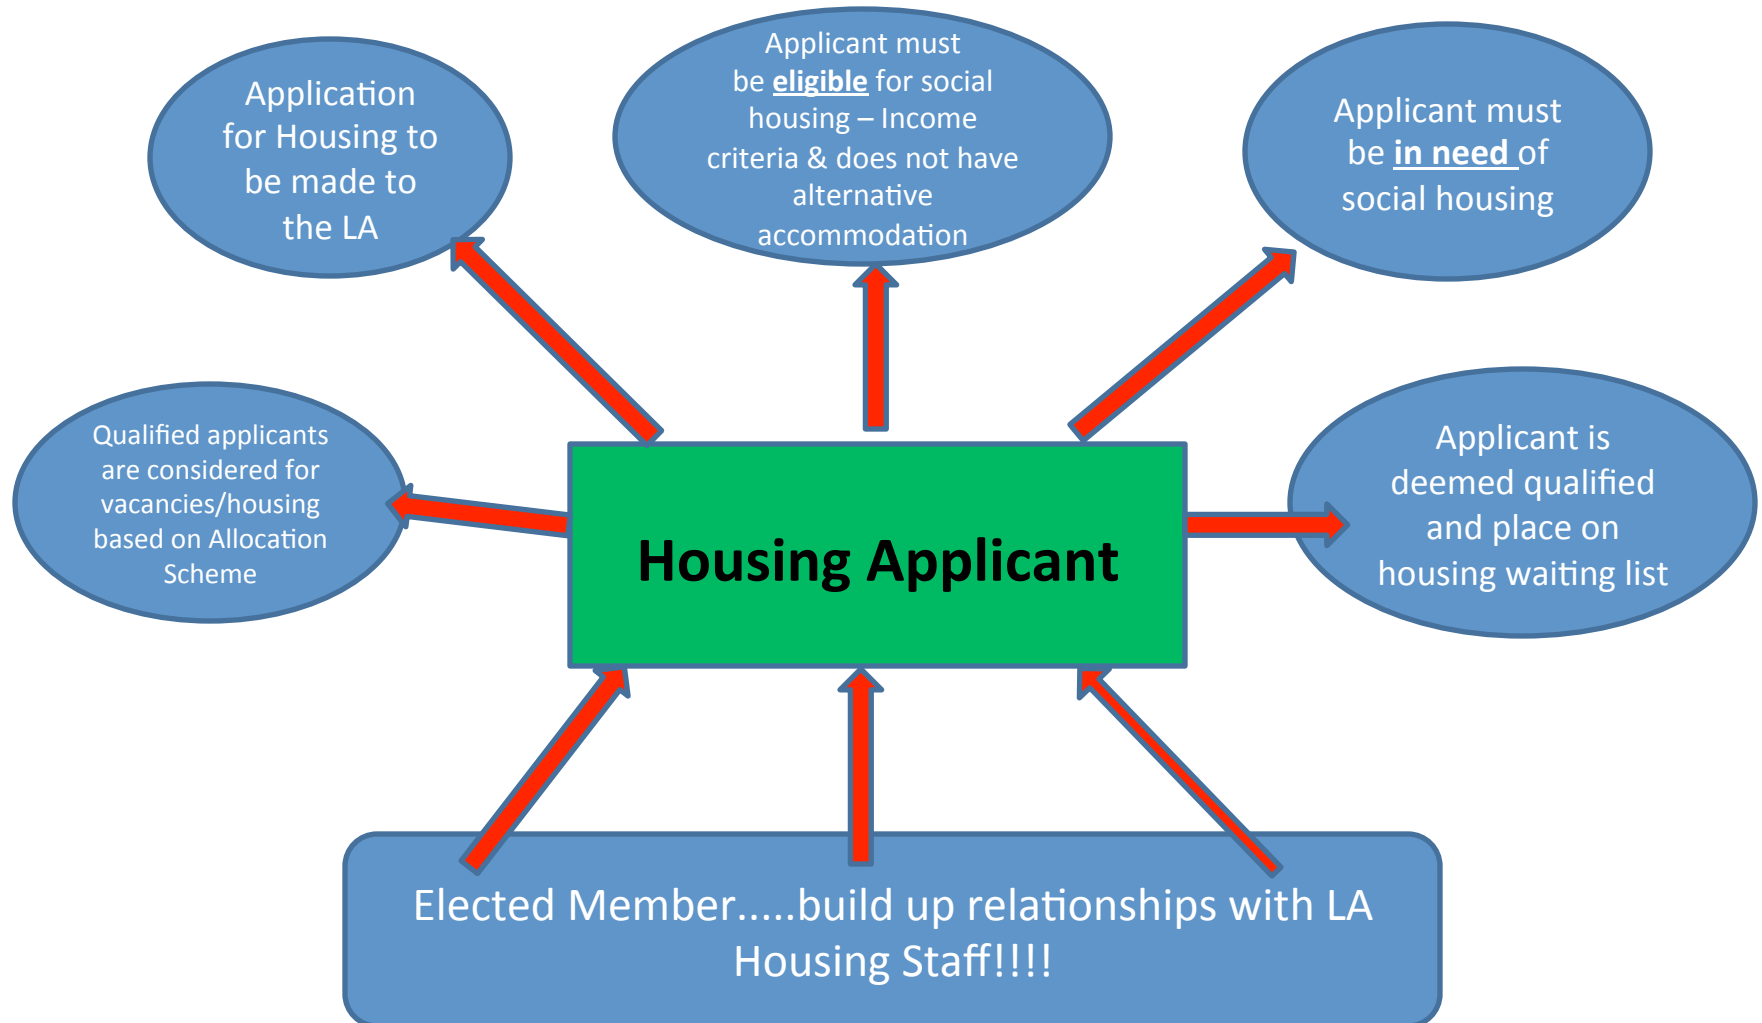 Application
for Housing to
be made to
the LA
Applicant must
be eligible for social
housing – Income
criteria & does not have
alternative
accommodation
Applicant must
be in need of
social housing
Qualified applicants
are considered for
vacancies/housing
based on Allocation
Scheme
Housing Applicant
Applicant is
deemed qualified
and place on
housing waiting list
Elected Member.....build up relationships with LA
Housing Staff!!!!